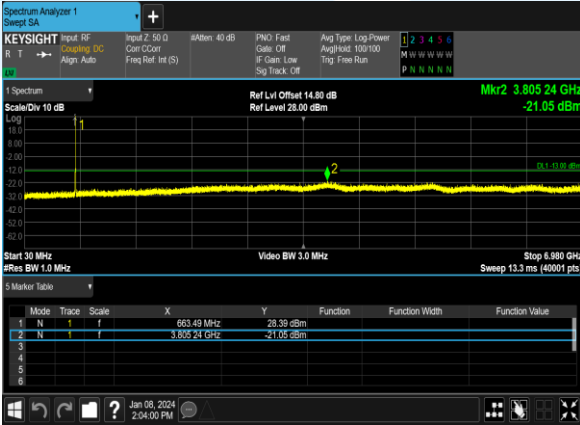 Spectrum Analyzer 1
Swept SA
KEYSIGHT Input: RF Input Z: 50 Ω #Atten: 40 dB PNO: Fast Avg Type: Log-Power 1 2 3 4 5 6
R T Coupling: DC Corr CCorr Gate: Off Avg|Hold: 100/100 M W W W W W
Align: Auto Freq Ref: Int (S) IF Gain: Low Trig: Free Run
LV Sig Track: Off P N N N N N
1 Spectrum Ref Lvl Offset 14.80 dB Mkr2 3.805 24 GHz
Scale/Div 10 dB Ref Level 28.00 dBm -21.05 dBm
Log
18.0 1
8.00
-2.00
-12.0 2 DL1 -13.00 dBm
-22.0
-32.0
-42.0
-52.0
-62.0
Start 30 MHz Video BW 3.0 MHz Stop 6.980 GHz
#Res BW 1.0 MHz Sweep 13.3 ms (40001 pts)
5 Marker Table
Mode Trace Scale X Y Function Function Width Function Value
1 N 1 f 663.49 MHz 28.39 dBm
2 N 1 f 3.805 24 GHz -21.05 dBm
3
4
5
6
? Jan 08, 2024
2:04:00 PM